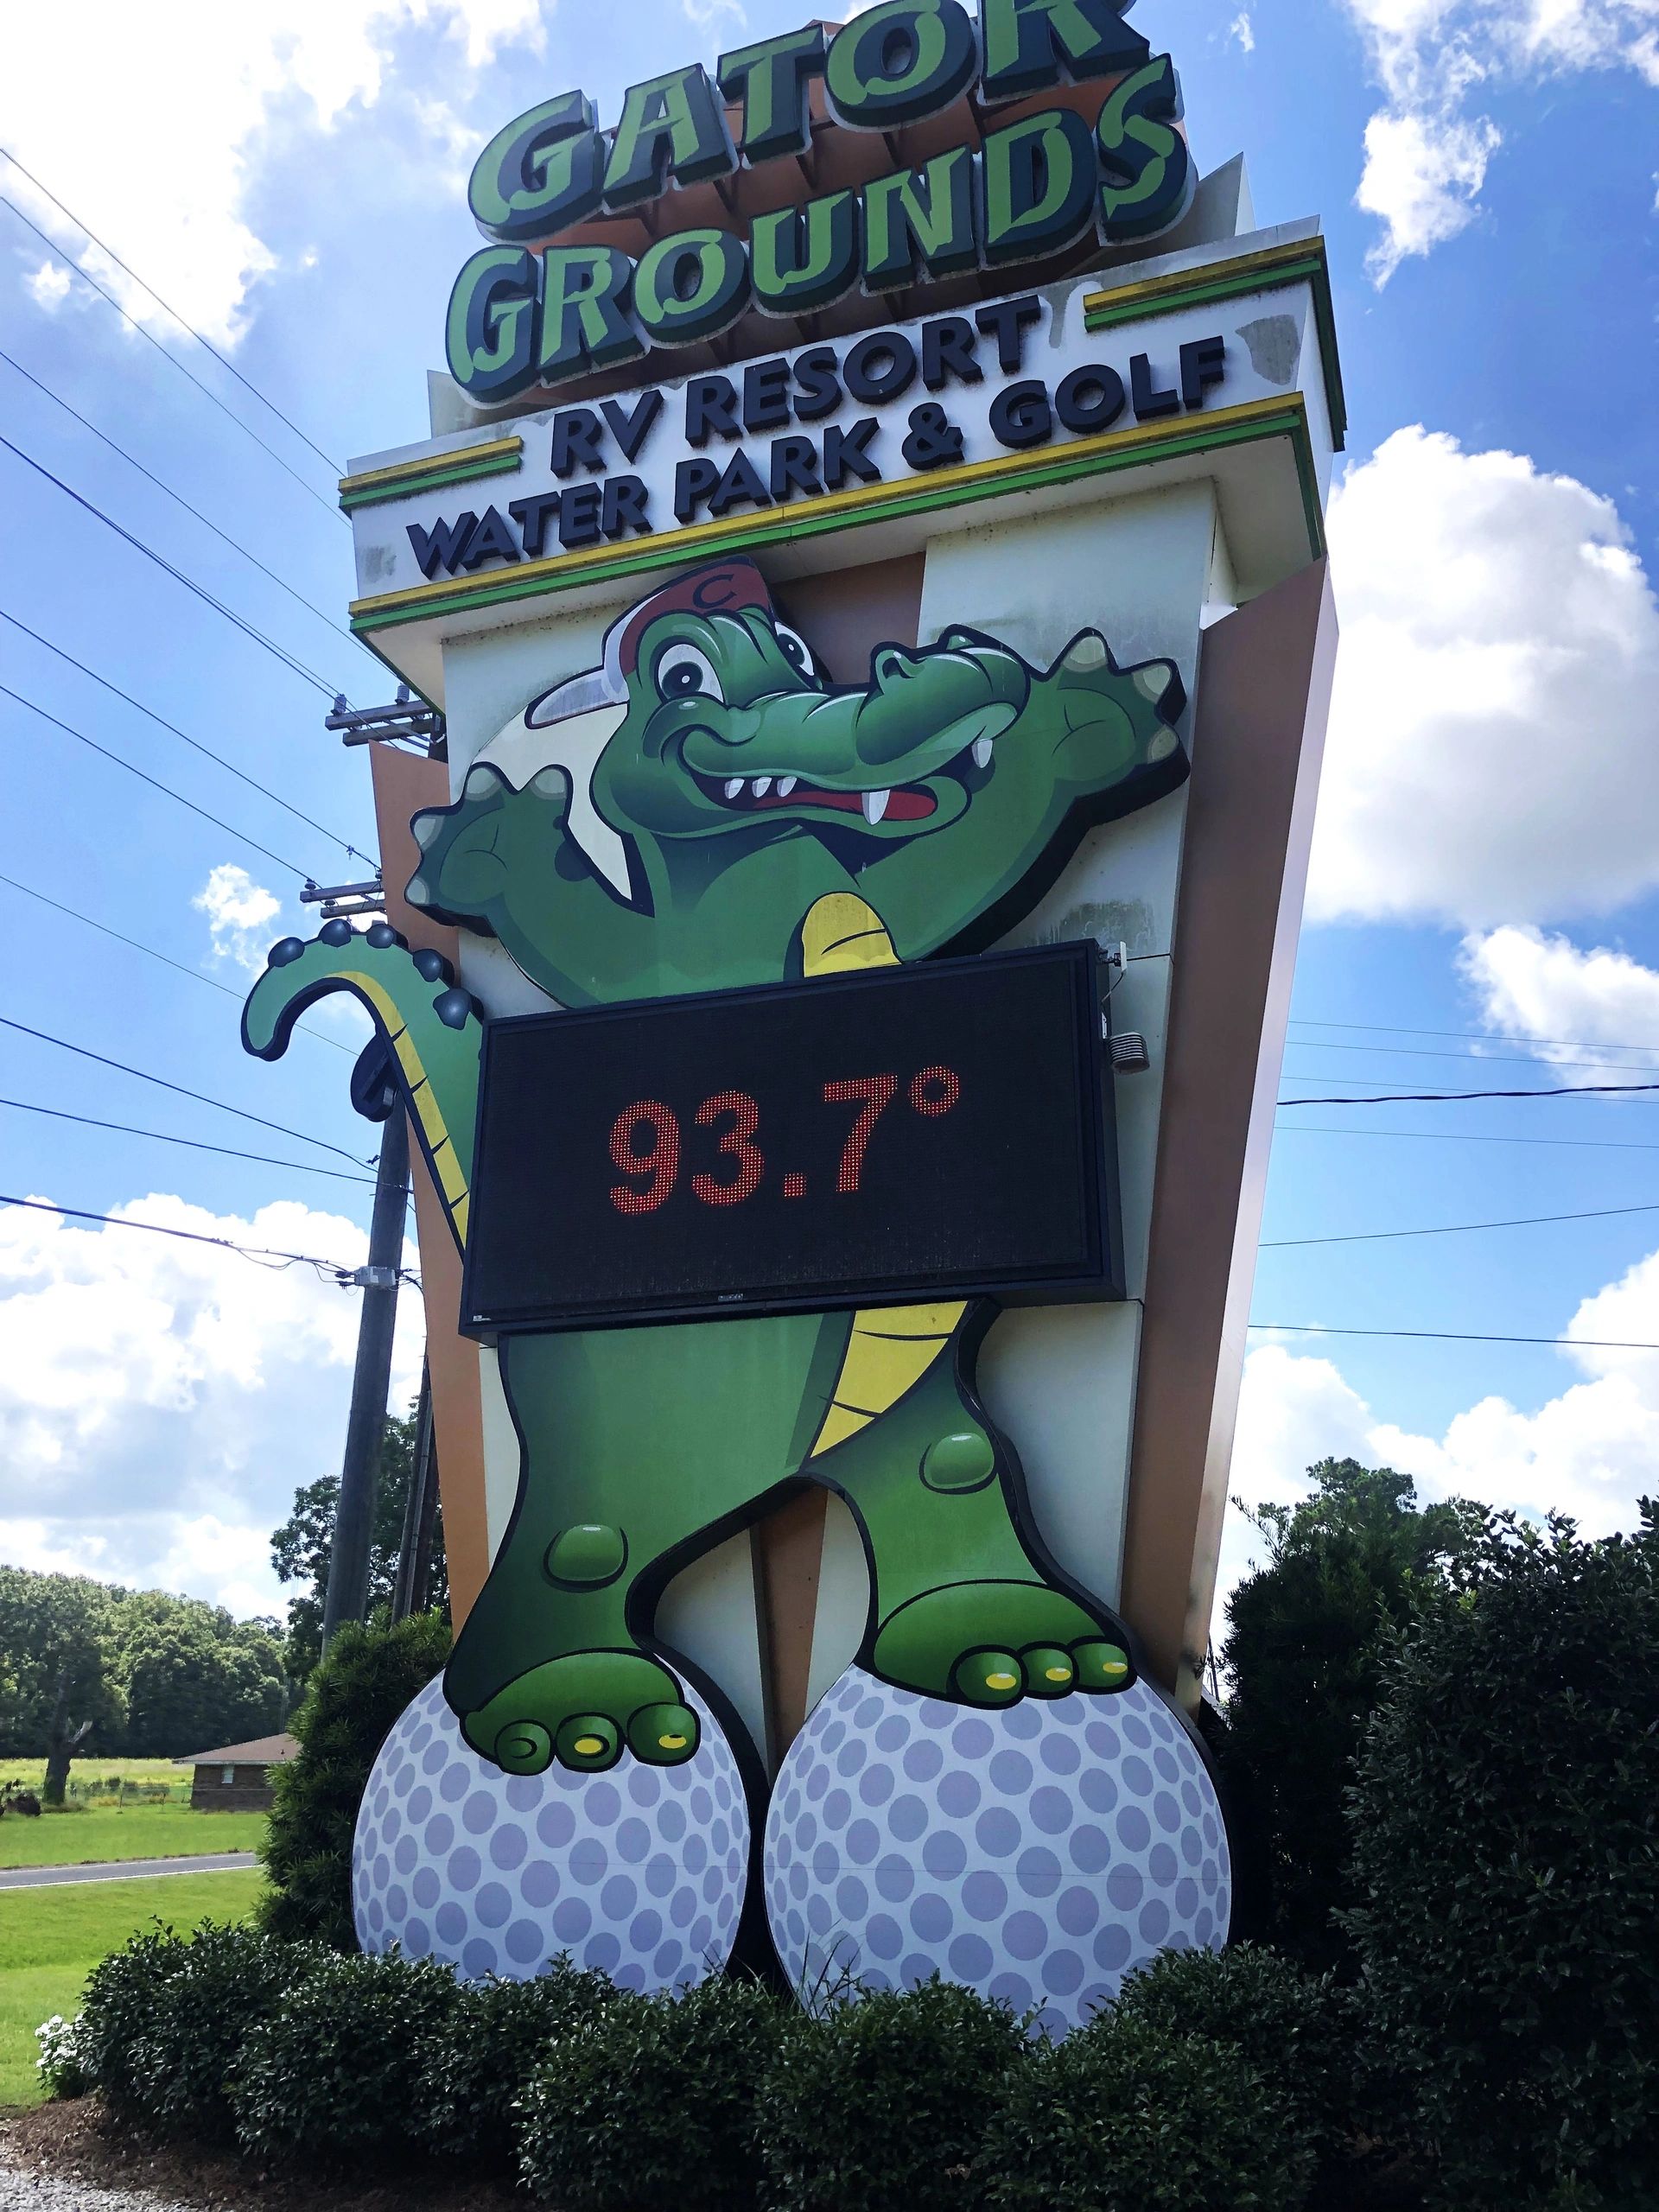 GATOR
GROUNDS
RV RESORT
WATER PARK & GOLF
C
93.7°